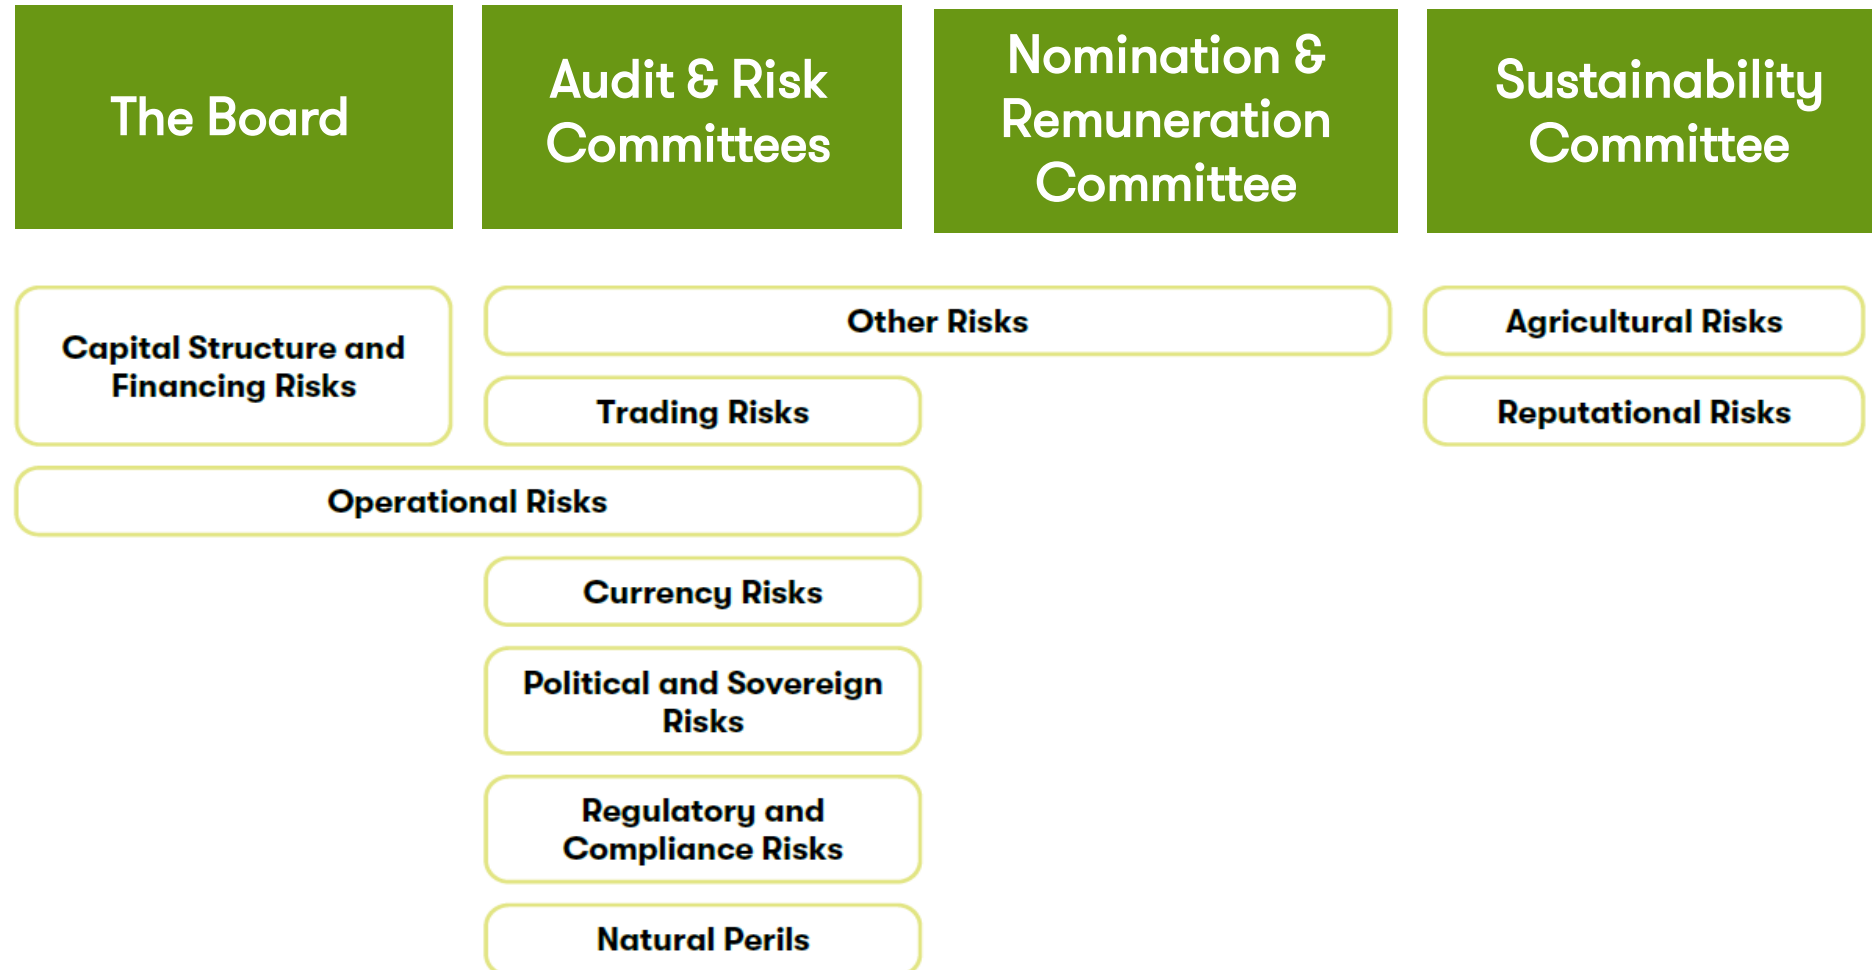 The Board
Audit & Risk
Committees
Nomination &
Remuneration
Committee
Sustainability
Committee
Capital Structure and
Financing Risks
Other Risks
Agricultural Risks
Trading Risks
Reputational Risks
Operational Risks
Currency Risks
Political and Sovereign
Risks
Regulatory and
Compliance Risks
Natural Perils